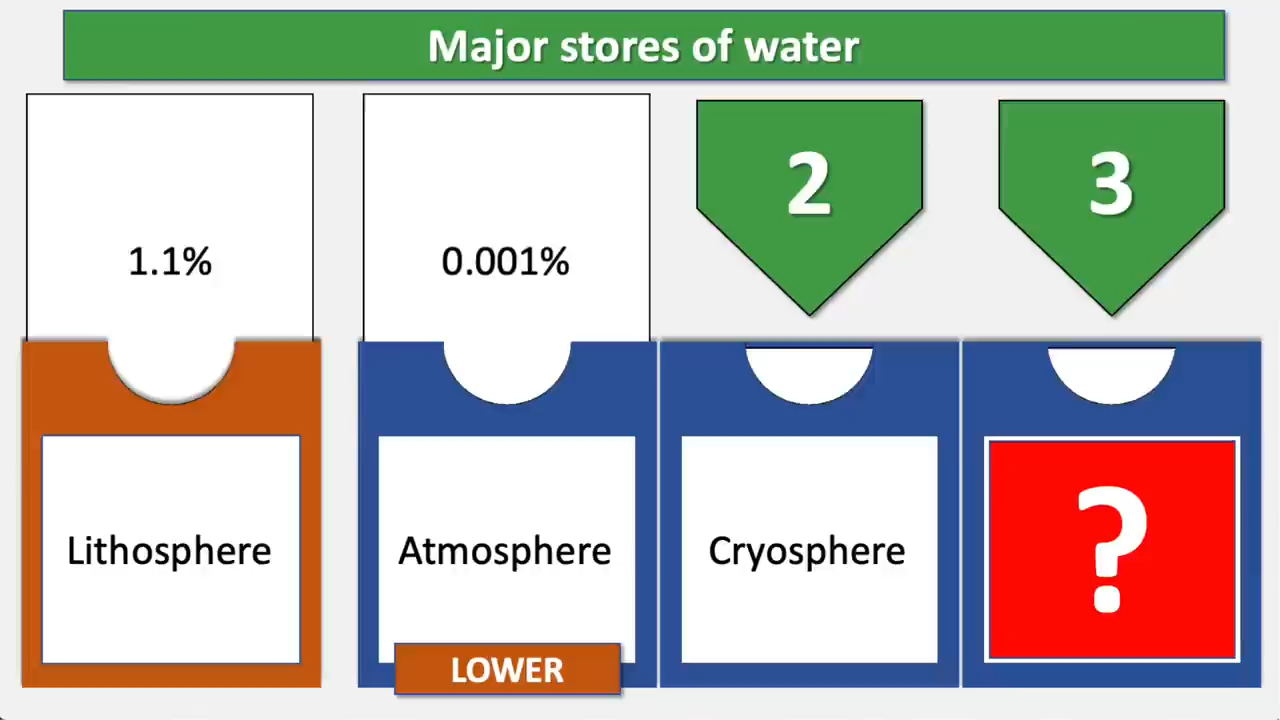 Major stores of water
1.1%
0.001%
2
3
Lithosphere
Atmosphere
Cryosphere
?
LOWER